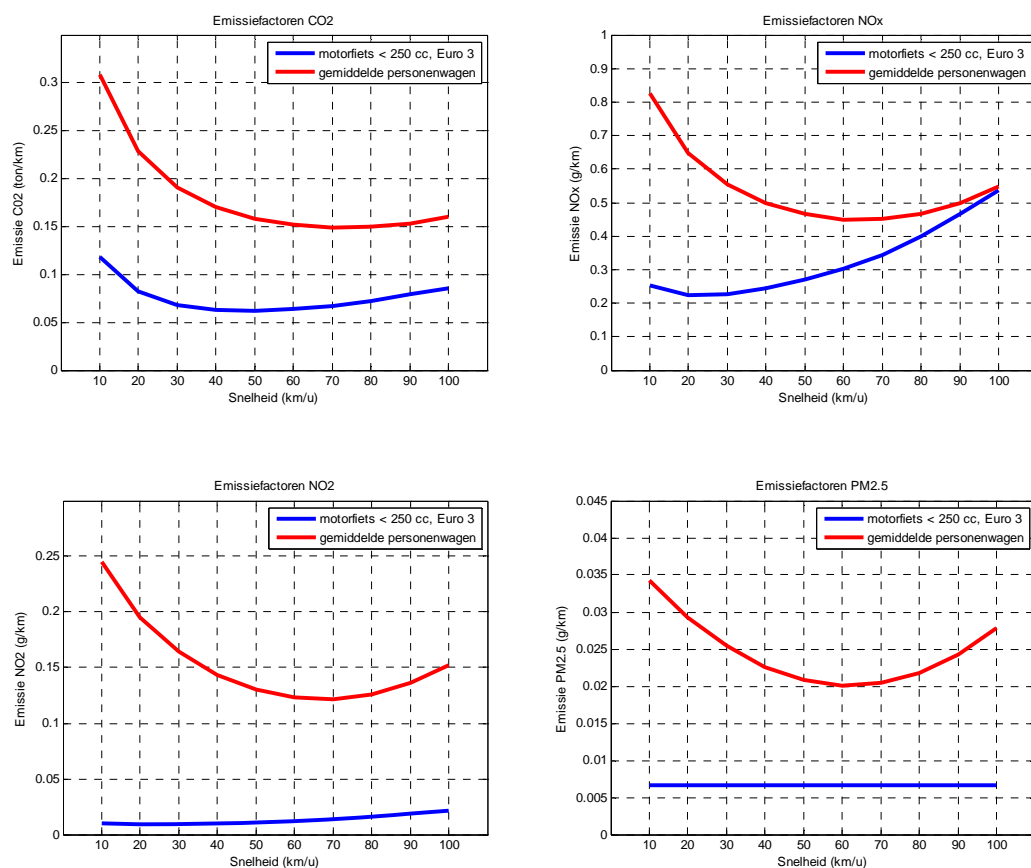 Emissiefactoren CO2
motorfiets < 250 cc, Euro 3
gemiddelde personenwagen
Emissie C02 (ton/km)
0.3
0.25
0.2
0.15
0.1
0.05
0
10 20 30 40 50 60 70 80 90 100
Snelheid (km/u)
Emissiefactoren NOx
motorfiets < 250 cc, Euro 3
gemiddelde personenwagen
Emissie NOx (g/km)
1
0.9
0.8
0.7
0.6
0.5
0.4
0.3
0.2
0.1
0
10 20 30 40 50 60 70 80 90 100
Snelheid (km/u)
Emissiefactoren NO2
motorfiets < 250 cc, Euro 3
gemiddelde personenwagen
Emissie NO2 (g/km)
0.25
0.2
0.15
0.1
0.05
0
10 20 30 40 50 60 70 80 90 100
Snelheid (km/u)
Emissiefactoren PM2.5
motorfiets < 250 cc, Euro 3
gemiddelde personenwagen
Emissie PM2.5 (g/km)
0.045
0.04
0.035
0.03
0.025
0.02
0.015
0.01
0.005
0
10 20 30 40 50 60 70 80 90 100
Snelheid (km/u)